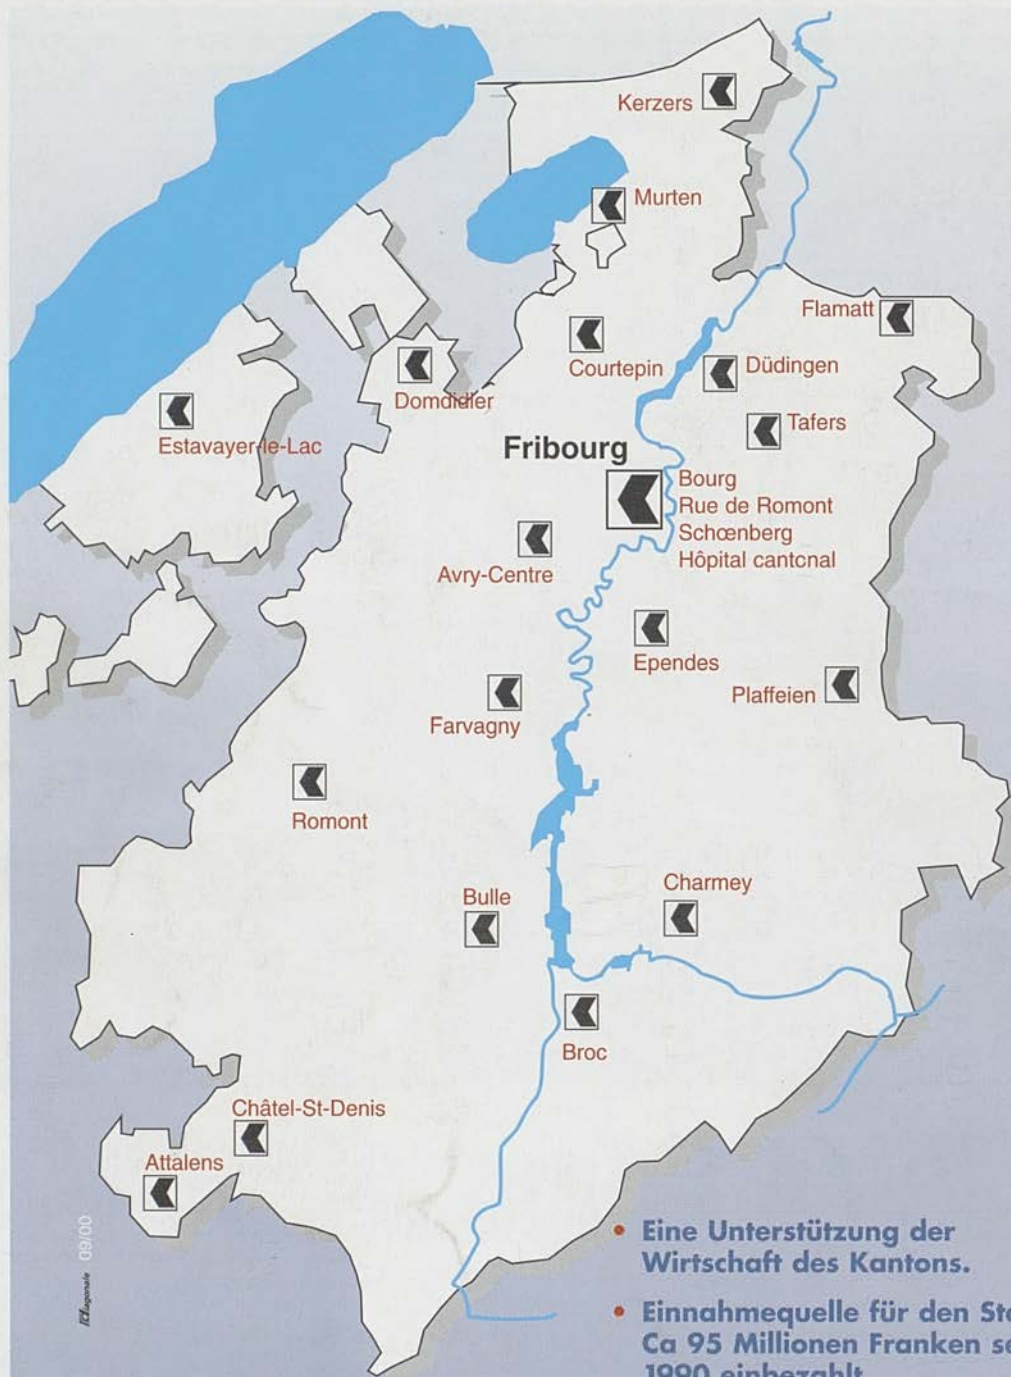 Kerzers
Murten
Flamatt
Courtepin
Düdingen
Domdidier
Tafers
Estavayer-le-Lac
Fribourg
Bourg
Rue de Romont
Schœnberg
Hôpital cantonal
Avry-Centre
Ependes
Plaffeien
Farvagny
Romont
Bulle
Charmey
Broc
Châtel-St-Denis
Attalens
09/00
• Eine Unterstützung der
Wirtschaft des Kantons.
• Einnahmequelle für den
Ca 95 Millionen Franken
1990 einbezahlt